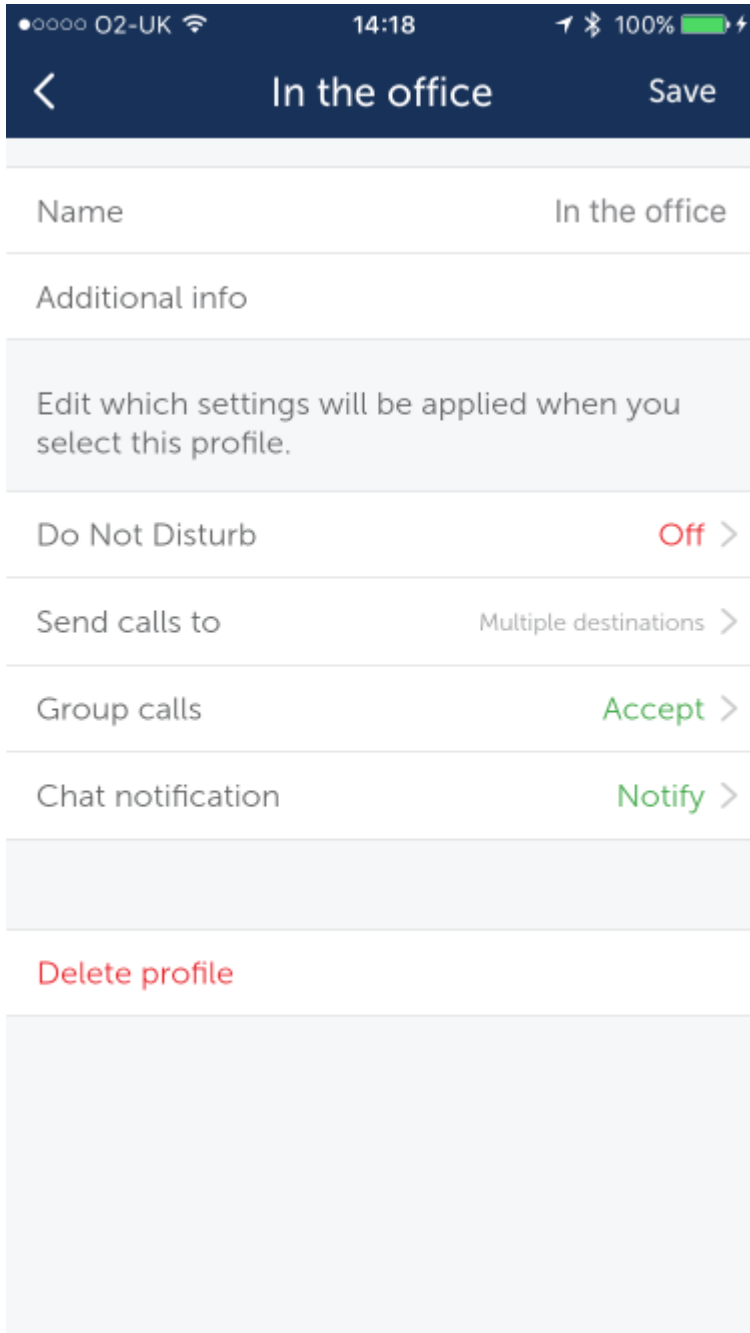 O2-UK 14:18 100%
In the office Save
Name In the office
Additional info
Edit which settings will be applied when you
select this profile.
Do Not Disturb Off
Send calls to Multiple destinations
Group calls Accept
Chat notification Notify
Delete profile